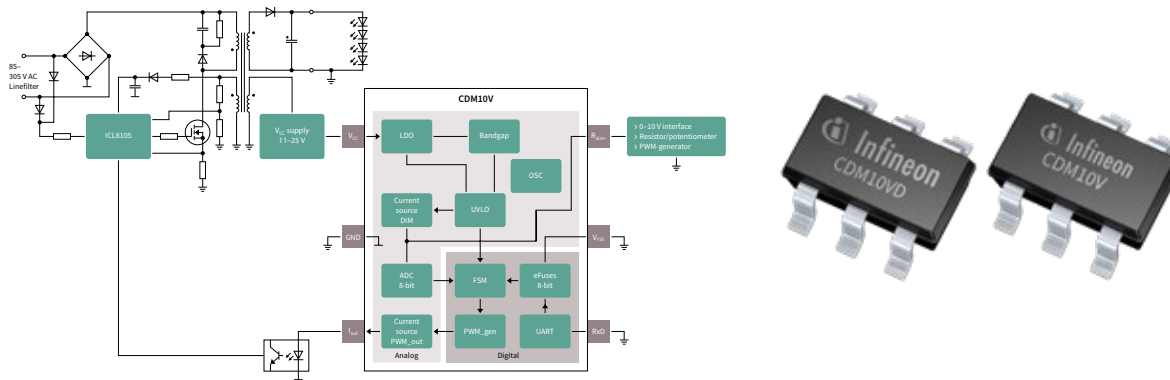 85–
305 V AC
Linefilter
ICL8105
VCC supply
11–25 V
CDM10V
VCC
LDO
Bandgap
OSC
Current
source
DIM
UVLO
GND
ADC
8-bit
FSM
eFuses
8-bit
Iout
Current
source
PWM_out
PWM_gen
UART
Analog
Digital
Rdim+
VFSL
RxD
> 0–10 V interface
> Resistor/potentiometer
> PWM-generator
Infineon
CDM10VD
Infineon
CDM10V